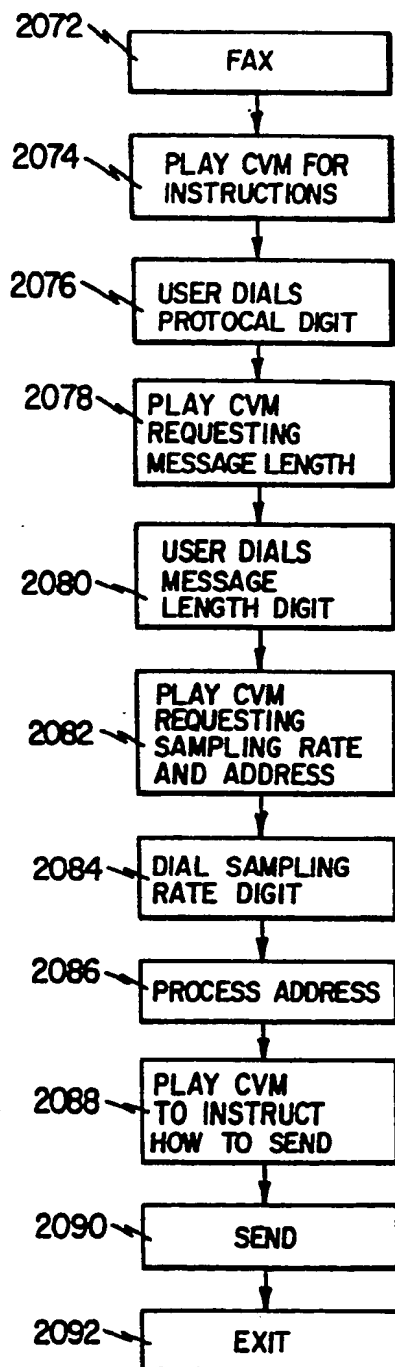 2072
FAX
2074
PLAY CVM FOR
INSTRUCTIONS
2076
USER DIALS
PROTOCAL DIGIT
2078
PLAY CVM
REQUESTING
MESSAGE LENGTH
2080
USER DIALS
MESSAGE
LENGTH DIGIT
2082
PLAY CVM
REQUESTING
SAMPLING RATE
AND ADDRESS
2084
DIAL SAMPLING
RATE DIGIT
2086
PROCESS ADDRESS
2088
PLAY CVM
TO INSTRUCT
HOW TO SEND
2090
SEND
2092
EXIT